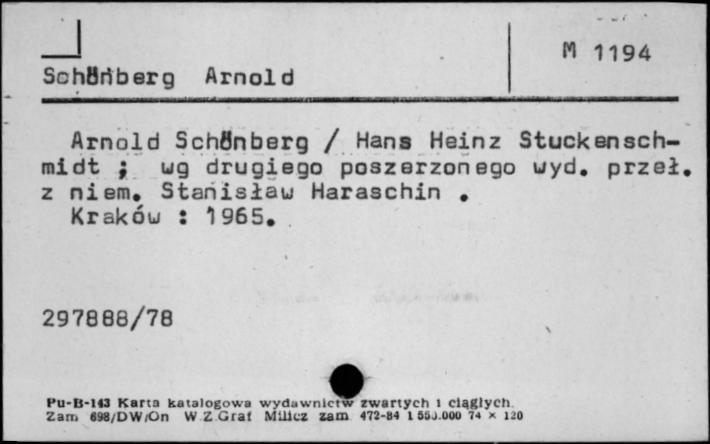 M 1194
Schönberg Arnold
Arnold Schönberg / Hans Heinz Stuckensch-
midt ; wg drugiego poszerzonego wyd. przeł.
z niem. Stanisław Haraschin .
Kraków : 1965.
297888/78
Pu-B-143 Karta katalogowa wydawnictw zwartych i ciągłych.
Zam 698/DW/On W.Z.Graf Milicz zam. 472-84 1 550.000 74 × 120